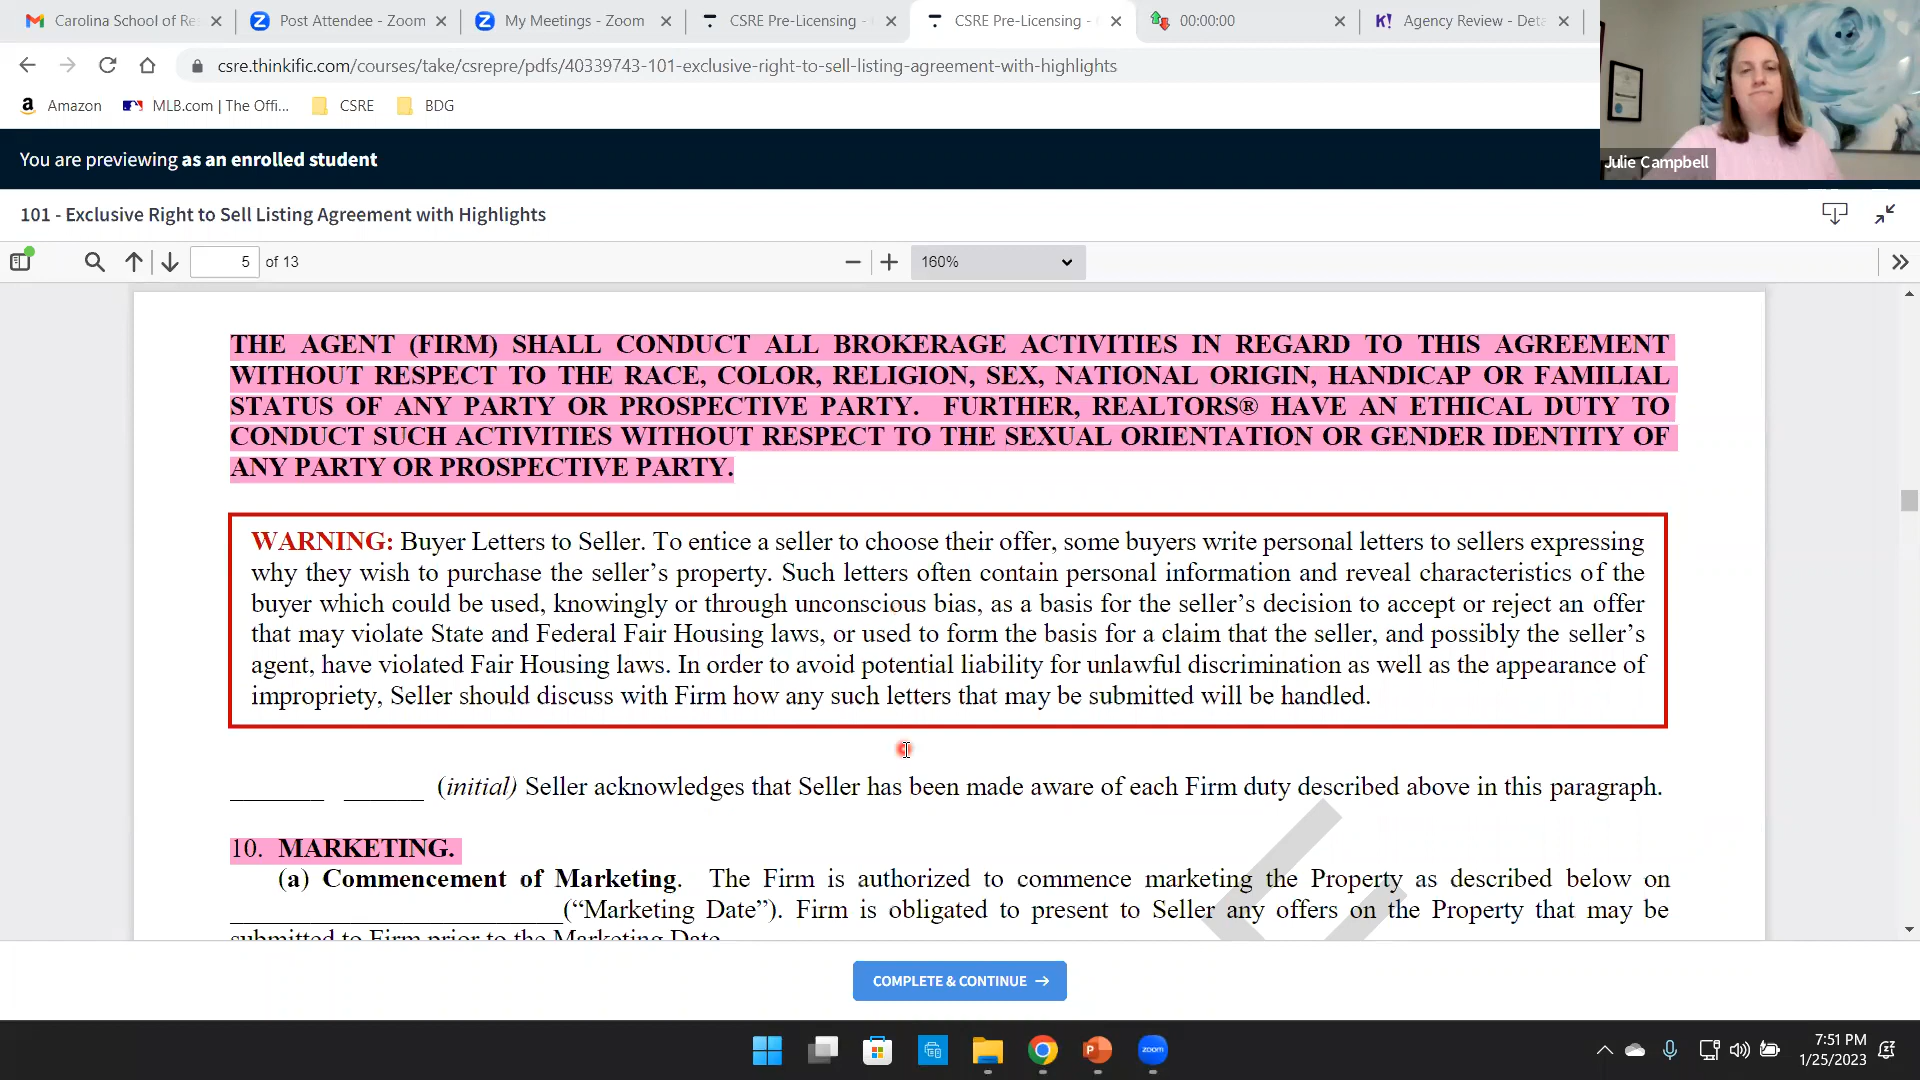 Carolina School of Re
Post Attendee - Zoom
My Meetings - Zoom
CSRE Pre-Licensing -
CSRE Pre-Licensing -
00:00:00
K! Agency Review - Deta
csre.thinkific.com/courses/take/csrepre/pdfs/40339743-101-exclusive-right-to-sell-listing-agreement-with-highlights
Amazon
MLB.com | The Offi...
CSRE
BDG
Julie Campbell
You are previewing as an enrolled student
101 - Exclusive Right to Sell Listing Agreement with Highlights
5 of 13
160%
THE AGENT (FIRM) SHALL CONDUCT ALL BROKERAGE ACTIVITIES IN REGARD TO THIS AGREEMENT
WITHOUT RESPECT TO THE RACE, COLOR, RELIGION, SEX, NATIONAL ORIGIN, HANDICAP OR FAMILIAL
STATUS OF ANY PARTY OR PROSPECTIVE PARTY. FURTHER, REALTORS® HAVE AN ETHICAL DUTY TO
CONDUCT SUCH ACTIVITIES WITHOUT RESPECT TO THE SEXUAL ORIENTATION OR GENDER IDENTITY OF
ANY PARTY OR PROSPECTIVE PARTY.
WARNING: Buyer Letters to Seller. To entice a seller to choose their offer, some buyers write personal letters to sellers expressing
why they wish to purchase the seller's property. Such letters often contain personal information and reveal characteristics of the
buyer which could be used, knowingly or through unconscious bias, as a basis for the seller's decision to accept or reject an offer
that may violate State and Federal Fair Housing laws, or used to form the basis for a claim that the seller, and possibly the seller's
agent, have violated Fair Housing laws. In order to avoid potential liability for unlawful discrimination as well as the appearance of
impropriety, Seller should discuss with Firm how any such letters that may be submitted will be handled.
_______ ______ (initial) Seller acknowledges that Seller has been made aware of each Firm duty described above in this paragraph.
10. MARKETING.
(a) Commencement of Marketing. The Firm is authorized to commence marketing the Property as described below on
_________________________("Marketing Date"). Firm is obligated to present to Seller any offers on the Property that may be
submitted to Firm prior to the Marketing Date.
COMPLETE & CONTINUE →
zoom
7:51 PM
1/25/2023